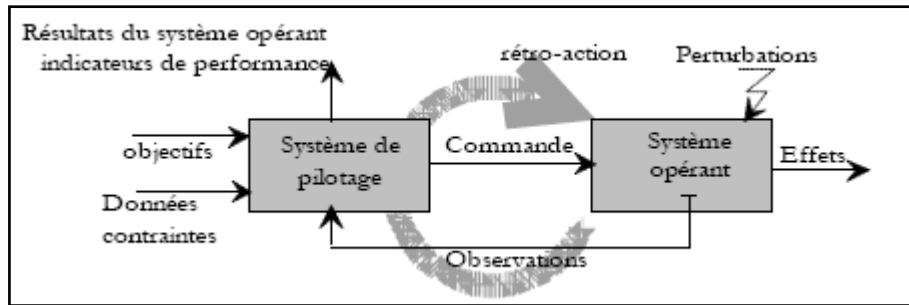 Résultats du système opérant
indicateurs de performance
rétro-action
Perturbations
objectifs
Système de
pilotage
Commande
Système
opérant
Effets
Données
contraintes
Observations